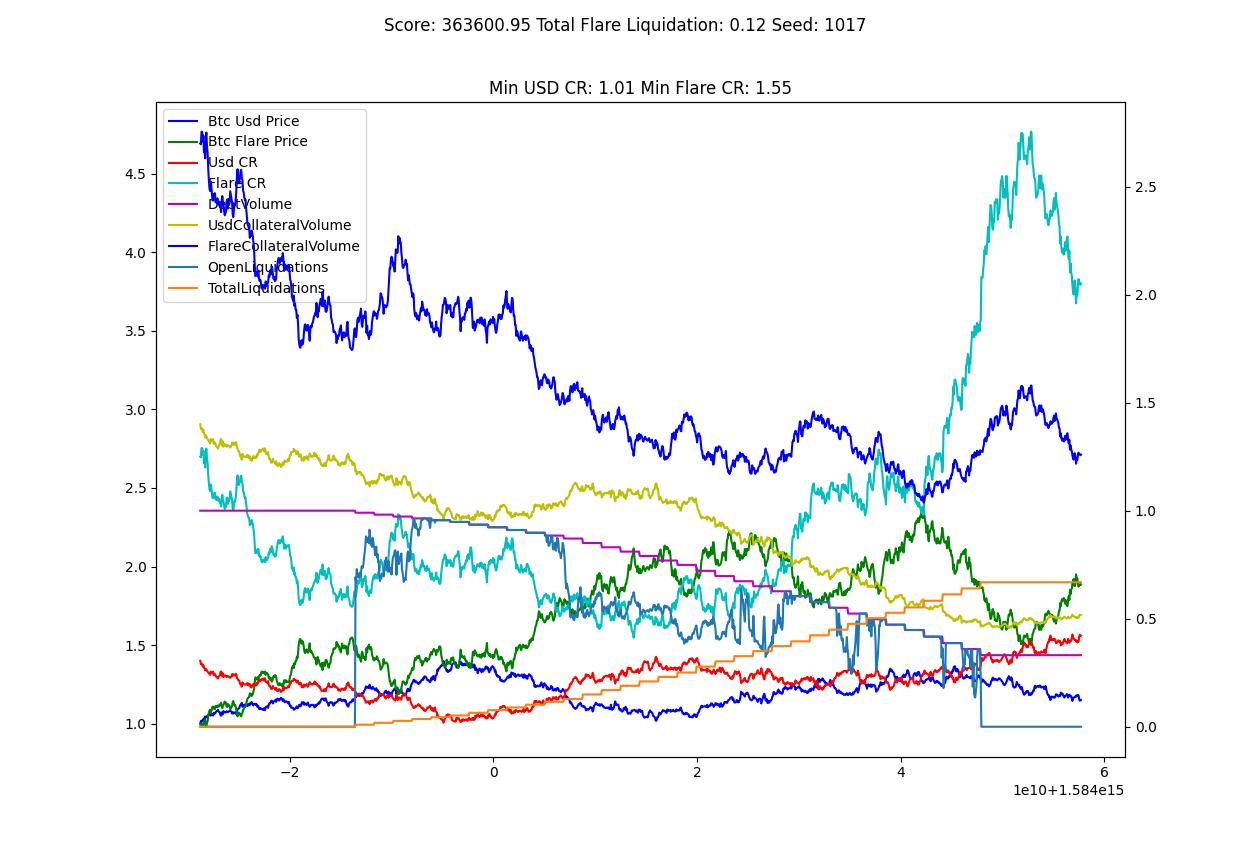 Score: 363600.95 Total Flare Liquidation: 0.12 Seed: 1017
Min USD CR: 1.01 Min Flare CR: 1.55
Btc Usd Price
Btc Flare Price
Usd CR
Flare CR
DebtVolume
UsdCollateralVolume
FlareCollateralVolume
OpenLiquidations
TotalLiquidations
4.5
4.0
3.5
3.0
2.5
2.0
1.5
1.0
2.5
2.0
1.5
1.0
0.5
0.0
−2
0
2
4
6
1e10+1.584e15